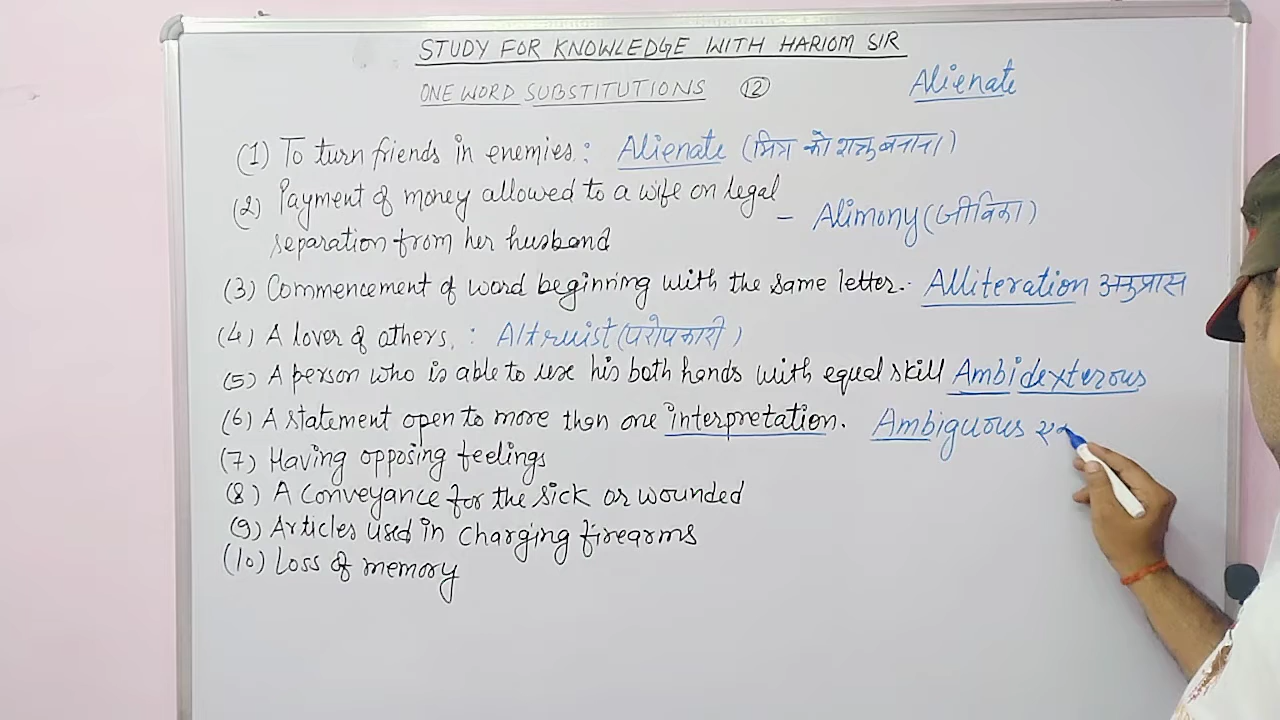 STUDY FOR KNOWLEDGE WITH HARIOM SIR
ONE WORD SUBSTITUTIONS (12)
Alienate
(1) To turn friends in enemies: Alienate (मित्र को शत्रु बनाना)
(2) Payment of money allowed to a wife on legal
separation from her husband - Alimony (जीविका)
(3) Commencement of word beginning with the same letter.- Alliteration अनुप्रास
(4) A lover of others. : Altruist (परोपकारी)
(5) A person who is able to use his both hands with equal skill Ambidexterous
(6) A statement open to more than one interpretation. Ambiguous
(7) Having opposing feelings
(8) A conveyance for the sick or wounded
(9) Articles used in charging firearms
(10) Loss of memory